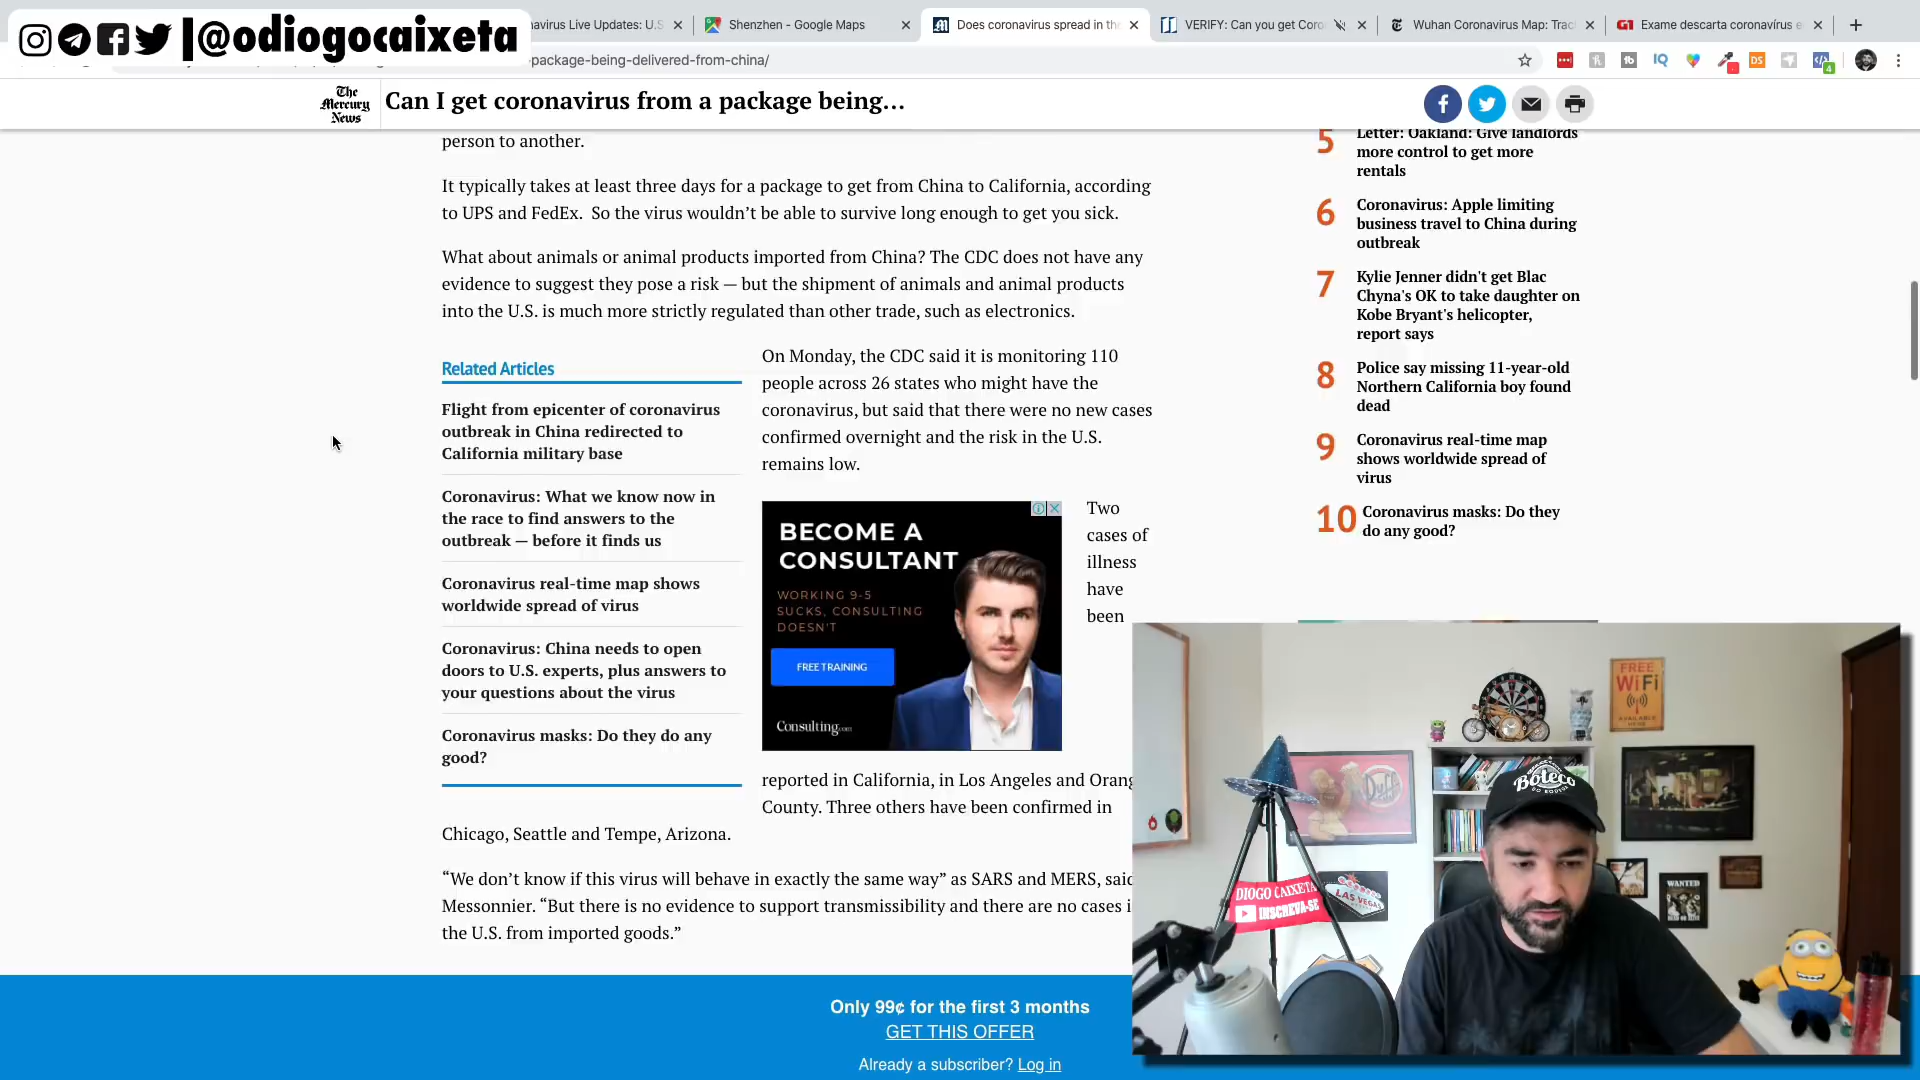 |@odiogocaixeta
navirus Live Updates: U.S
Shenzhen - Google Maps
Does coronavirus spread in the
VERIFY: Can you get Coro
Wuhan Coronavirus Map: Trac
Exame descarta coronavírus e
-package-being-delivered-from-china/
The
Mercury
News
Can I get coronavirus from a package being...
person to another.
It typically takes at least three days for a package to get from China to California, according
to UPS and FedEx. So the virus wouldn’t be able to survive long enough to get you sick.
What about animals or animal products imported from China? The CDC does not have any
evidence to suggest they pose a risk — but the shipment of animals and animal products
into the U.S. is much more strictly regulated than other trade, such as electronics.
Related Articles
Flight from epicenter of coronavirus
outbreak in China redirected to
California military base
Coronavirus: What we know now in
the race to find answers to the
outbreak — before it finds us
Coronavirus real-time map shows
worldwide spread of virus
Coronavirus: China needs to open
doors to U.S. experts, plus answers to
your questions about the virus
Coronavirus masks: Do they do any
good?
On Monday, the CDC said it is monitoring 110
people across 26 states who might have the
coronavirus, but said that there were no new cases
confirmed overnight and the risk in the U.S.
remains low.
BECOME A
CONSULTANT
WORKING 9-5
SUCKS, CONSULTING
DOESN'T
FREE TRAINING
Consulting.com
Two
cases of
illness
have
been
reported in California, in Los Angeles and Orang
County. Three others have been confirmed in
Chicago, Seattle and Tempe, Arizona.
“We don’t know if this virus will behave in exactly the same way” as SARS and MERS, said
Messonnier. “But there is no evidence to support transmissibility and there are no cases i
the U.S. from imported goods.”
5 Letter: Oakland: Give landlords
more control to get more
rentals
6 Coronavirus: Apple limiting
business travel to China during
outbreak
7 Kylie Jenner didn't get Blac
Chyna's OK to take daughter on
Kobe Bryant's helicopter,
report says
8 Police say missing 11-year-old
Northern California boy found
dead
9 Coronavirus real-time map
shows worldwide spread of
virus
10 Coronavirus masks: Do they
do any good?
FREE
WiFi
Duff
Boteco
DIOGO CAIXETA
INSCREVA-SE
LAS VEGAS
WANTED
Only 99¢ for the first 3 months
GET THIS OFFER
Already a subscriber? Log in